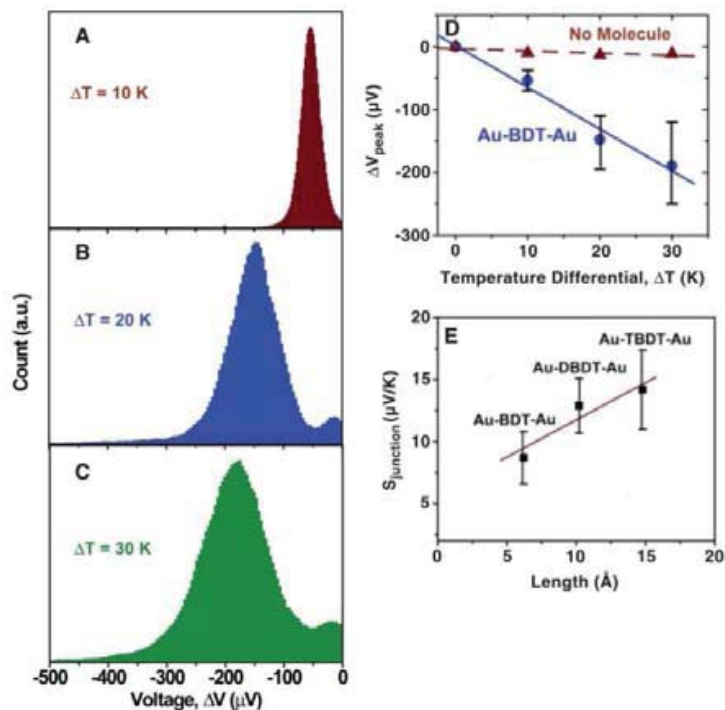 A
ΔT = 10 K
B
ΔT = 20 K
C
ΔT = 30 K
Count (a.u.)
-500 -400 -300 -200 -100 0
Voltage, ΔV (μV)
D
No Molecule
Au-BDT-Au
0
-100
-200
-300
ΔVpeak (μV)
0 10 20 30
Temperature Differential, ΔT (K)
E
Au-TBDT-Au
Au-DBDT-Au
Au-BDT-Au
20
15
10
5
Sjunction (μV/K)
0 5 10 15 20
Length (Å)